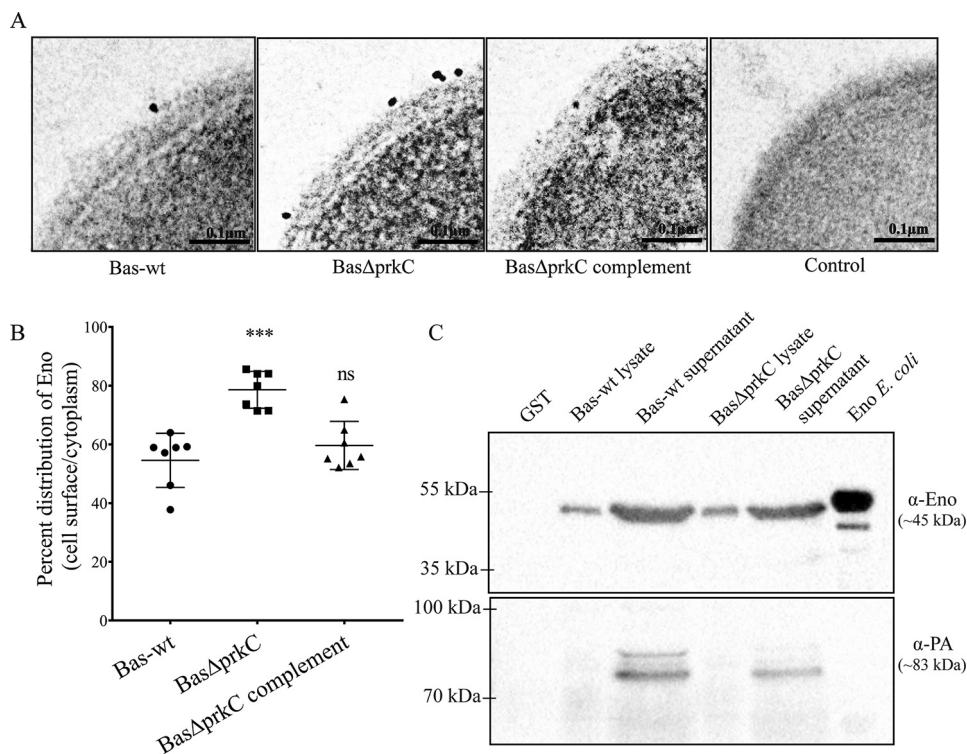 A
0.1μm
0.1μm
0.1μm
0.1μm
Bas-wt
BasΔprkC
BasΔprkC complement
Control
B
Percent distribution of Eno
(cell surface/cytoplasm)
100
80
60
40
20
0
***
ns
Bas-wt
BasΔprkC
BasΔprkC complement
C
GST
Bas-wt lysate
Bas-wt supernatant
BasΔprkC lysate
BasΔprkC
supernatant
Eno E. coli
55 kDa
35 kDa
α-Eno
(~45 kDa)
100 kDa
70 kDa
α-PA
(~83 kDa)